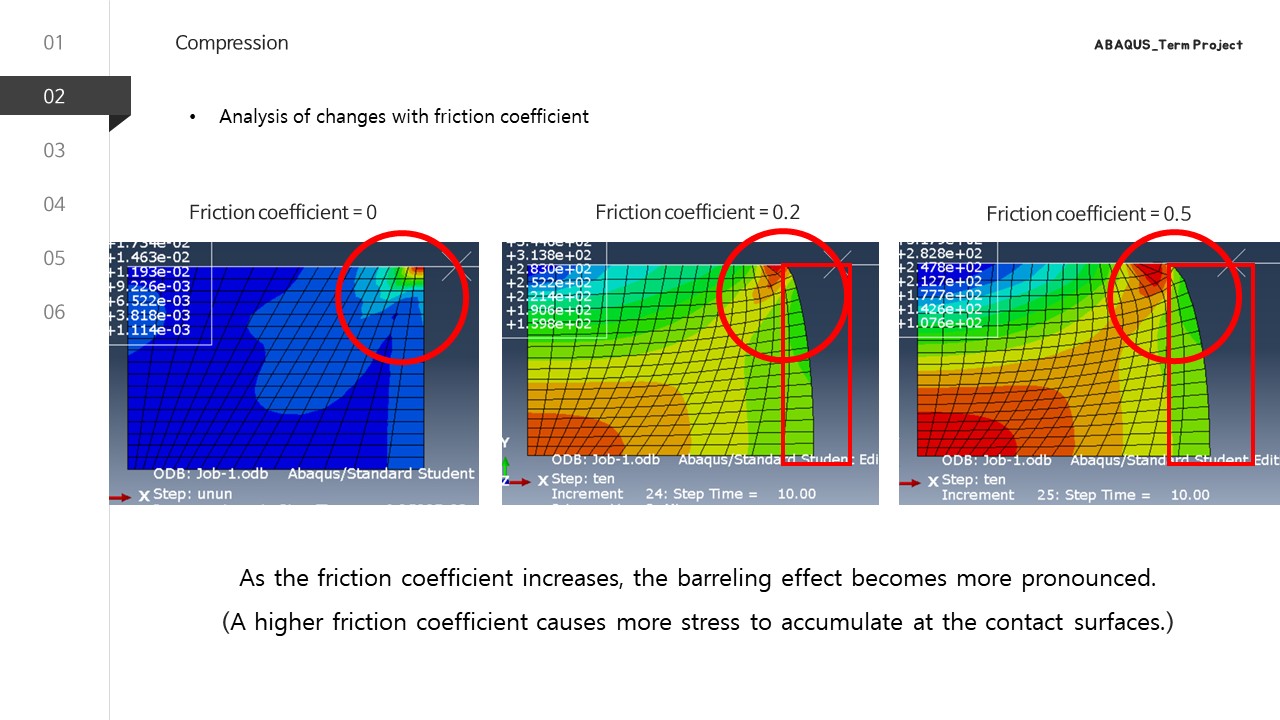 01
Compression
ABAQUS_Term Project
02
• Analysis of changes with friction coefficient
03
04
05
06
Friction coefficient = 0
Friction coefficient = 0.2
Friction coefficient = 0.5
+1.734e-02
+1.463e-02
+1.193e-02
+9.226e-03
+6.522e-03
+3.818e-03
+1.114e-03
ODB: Job-1.odb Abaqus/Standard Student
X Step: unun
+3.138e+02
+2.830e+02
+2.522e+02
+2.214e+02
+1.906e+02
+1.598e+02
Y
ODB: Job-1.odb Abaqus/Standard Student Edi
Z X Step: ten
Increment 24: Step Time = 10.00
+2.828e+02
+2.478e+02
+2.127e+02
+1.777e+02
+1.426e+02
+1.076e+02
ODB: Job-1.odb Abaqus/Standard Student Edit
X Step: ten
Increment 25: Step Time = 10.00
As the friction coefficient increases, the barreling effect becomes more pronounced.
(A higher friction coefficient causes more stress to accumulate at the contact surfaces.)